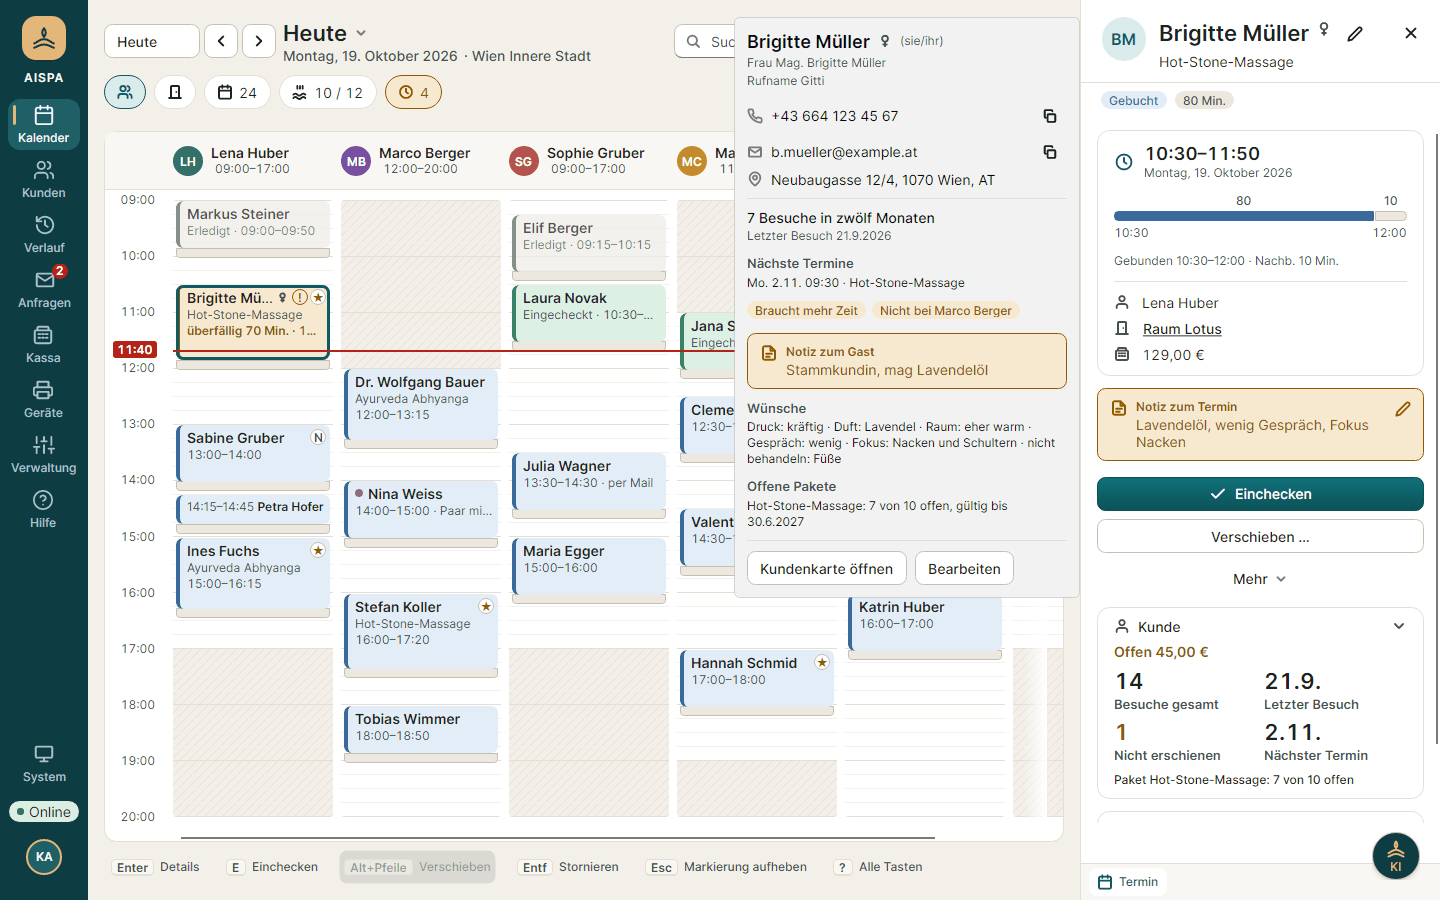 AISPA
Kalender
Kunden
Verlauf
2
Anfragen
Kassa
Geräte
Verwaltung
Hilfe
System
Online
KA
Heute
Heute
Montag, 19. Oktober 2026 · Wien Innere Stadt
24
10 / 12
4
LH
Lena Huber
09:00–17:00
MB
Marco Berger
12:00–20:00
SG
Sophie Gruber
09:00–17:00
MC
09:00
10:00
11:00
11:40
12:00
13:00
14:00
15:00
16:00
17:00
18:00
19:00
20:00
Markus Steiner
Erledigt · 09:00–09:50
Brigitte Mü... ! ★
Hot-Stone-Massage
überfällig 70 Min. · 1...
Sabine Gruber N
13:00–14:00
14:15–14:45 Petra Hofer
Ines Fuchs ★
Ayurveda Abhyanga
15:00–16:15
Dr. Wolfgang Bauer
Ayurveda Abhyanga
12:00–13:15
Nina Weiss
14:00–15:00 · Paar mi...
Stefan Koller ★
Hot-Stone-Massage
16:00–17:20
Tobias Wimmer
18:00–18:50
Elif Berger
Erledigt · 09:15–10:15
Laura Novak
Eingecheckt · 10:30–...
Julia Wagner
13:30–14:30 · per Mail
Maria Egger
15:00–16:00
Jana S
Eingech
Cleme
12:30–1
Valent
14:30–1
Hannah Schmid ★
17:00–18:00
Katrin Huber
16:00–17:00
Brigitte Müller ♀ (sie/ihr)
Frau Mag. Brigitte Müller
Rufname Gitti
+43 664 123 45 67
b.mueller@example.at
Neubaugasse 12/4, 1070 Wien, AT
7 Besuche in zwölf Monaten
Letzter Besuch 21.9.2026
Nächste Termine
Mo. 2.11. 09:30 · Hot-Stone-Massage
Braucht mehr Zeit
Nicht bei Marco Berger
Notiz zum Gast
Stammkundin, mag Lavendelöl
Wünsche
Druck: kräftig · Duft: Lavendel · Raum: eher warm ·
Gespräch: wenig · Fokus: Nacken und Schultern · nicht
behandeln: Füße
Offene Pakete
Hot-Stone-Massage: 7 von 10 offen, gültig bis
30.6.2027
Kundenkarte öffnen
Bearbeiten
Enter Details
E Einchecken
Alt+Pfeile Verschieben
Entf Stornieren
Esc Markierung aufheben
? Alle Tasten
BM
Brigitte Müller ♀
Hot-Stone-Massage
Gebucht
80 Min.
10:30–11:50
Montag, 19. Oktober 2026
80
10
10:30
12:00
Gebunden 10:30–12:00 · Nachb. 10 Min.
Lena Huber
Raum Lotus
129,00 €
Notiz zum Termin
Lavendelöl, wenig Gespräch, Fokus
Nacken
Einchecken
Verschieben ...
Mehr
Kunde
Offen 45,00 €
14
Besuche gesamt
21.9.
Letzter Besuch
1
Nicht erschienen
2.11.
Nächster Termin
Paket Hot-Stone-Massage: 7 von 10 offen
Termin
KI